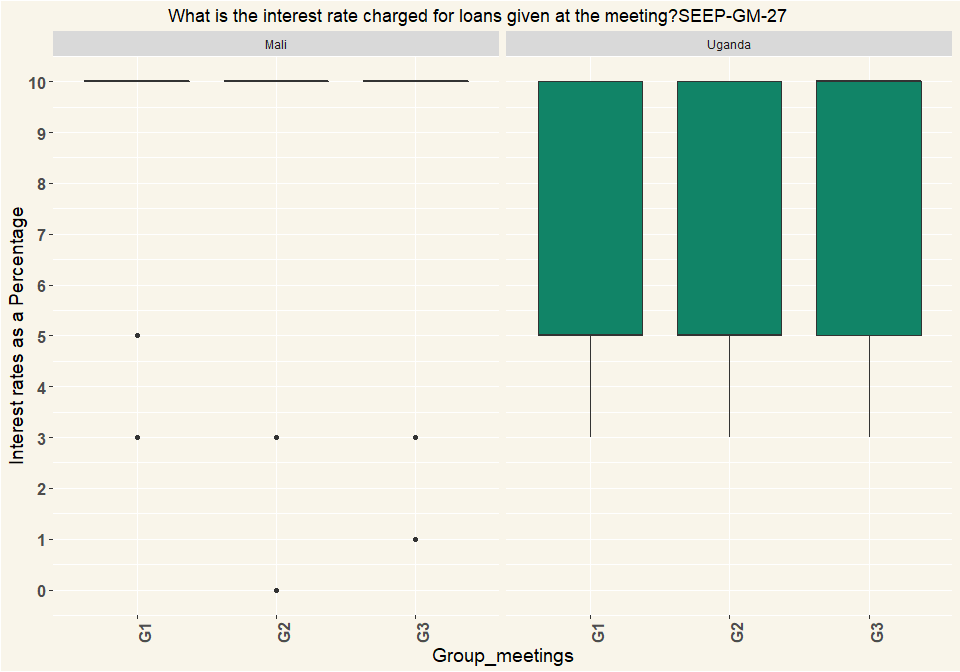 What is the interest rate charged for loans given at the meeting?SEEP-GM-27
Mali
Uganda
Interest rates as a Percentage
10
9
8
7
6
5
4
3
2
1
0
G1
G2
G3
G1
G2
G3
Group_meetings